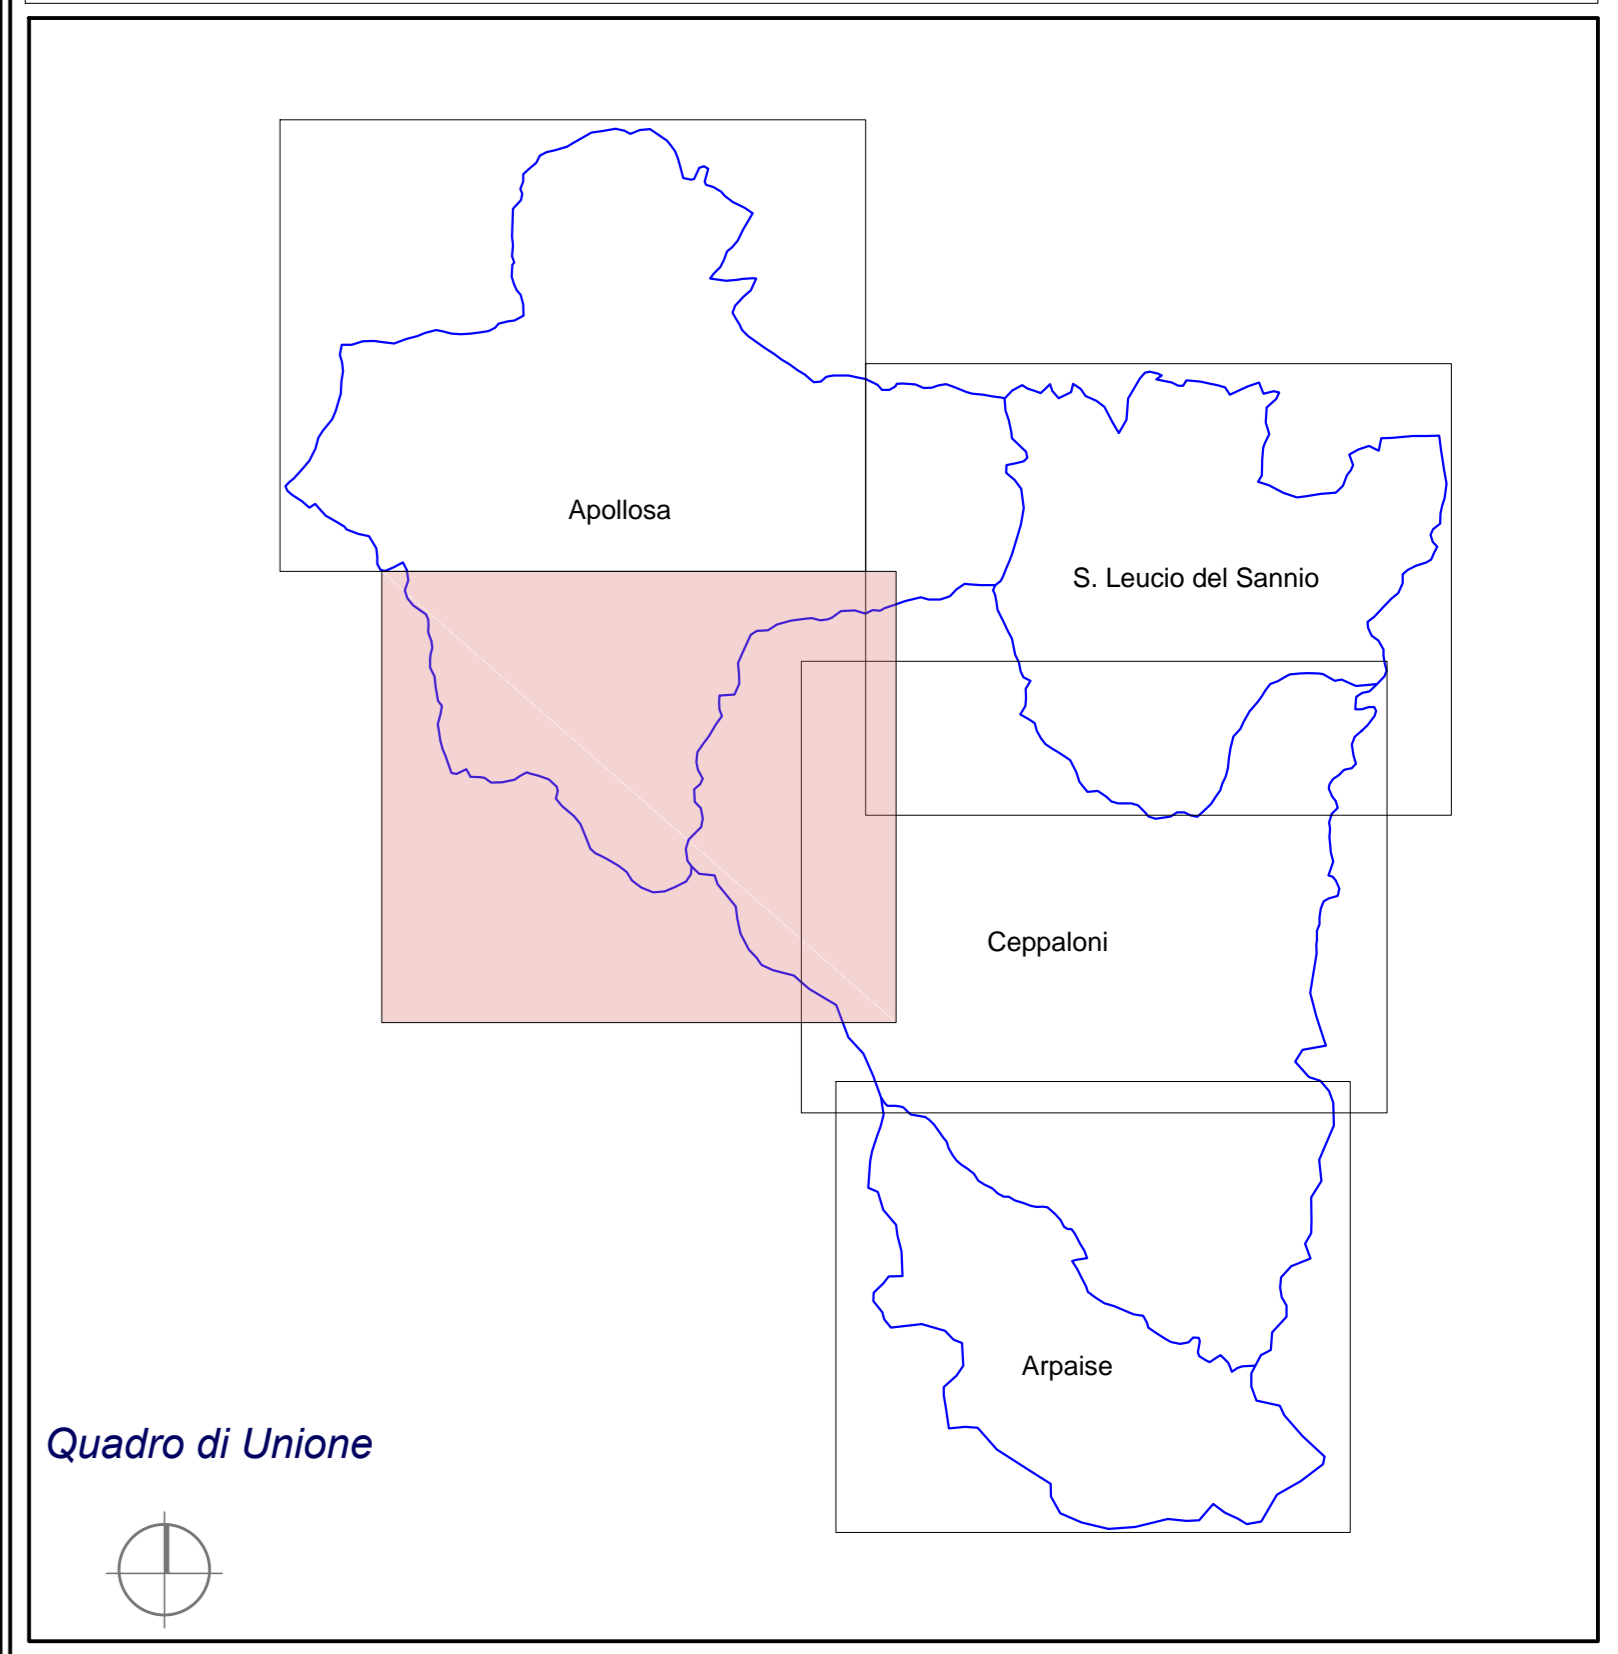 Apollosa
S. Leucio del Sannio
Ceppaloni
Arpaise
Quadro di Unione